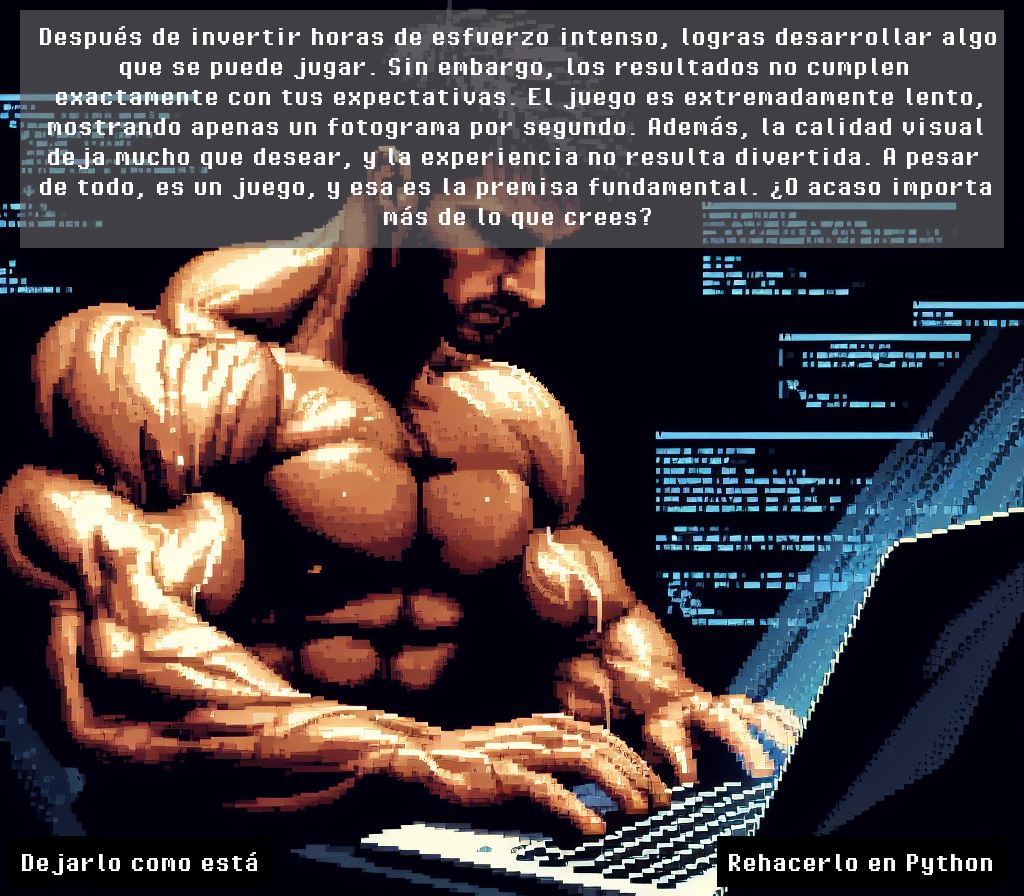 Después de invertir horas de esfuerzo intenso, logras desarrollar algo
que se puede jugar. Sin embargo, los resultados no cumplen
exactamente con tus expectativas. El juego es extremadamente lento,
mostrando apenas un fotograma por segundo. Además, la calidad visual
deja mucho que desear, y la experiencia no resulta divertida. A pesar
de todo, es un juego, y esa es la premisa fundamental. ¿O acaso importa
más de lo que crees?
Dejarlo como está
Rehacerlo en Python